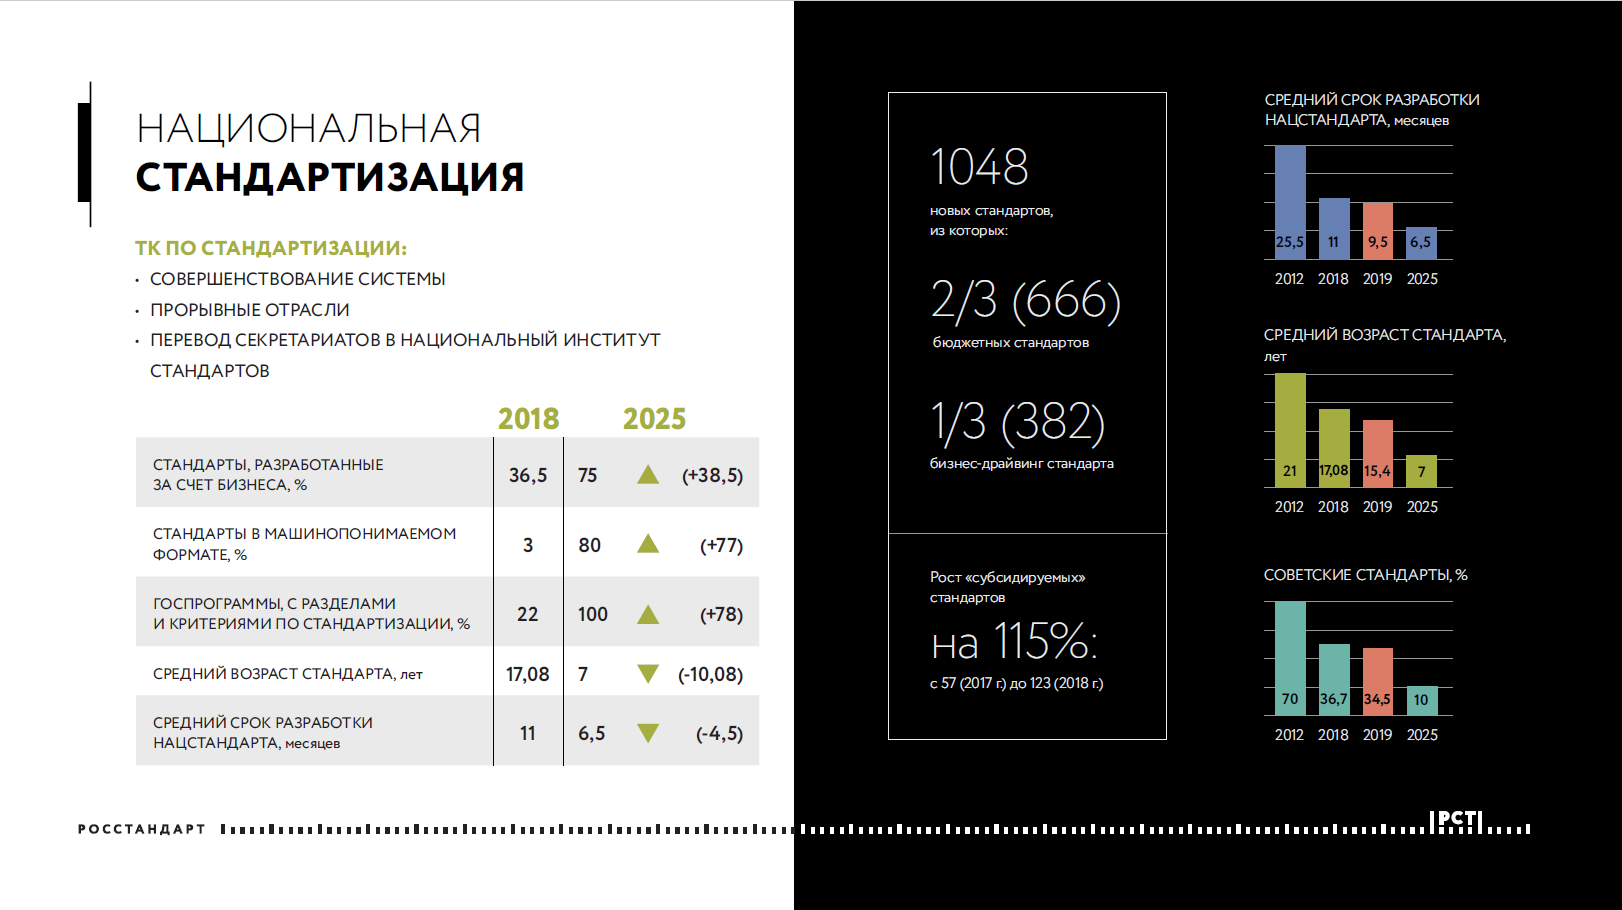 НАЦИОНАЛЬНАЯ
СТАНДАРТИЗАЦИЯ
ТК ПО СТАНДАРТИЗАЦИИ:
• СОВЕРШЕНСТВОВАНИЕ СИСТЕМЫ
• ПРОРЫВНЫЕ ОТРАСЛИ
• ПЕРЕВОД СЕКРЕТАРИАТОВ В НАЦИОНАЛЬНЫЙ ИНСТИТУТ
СТАНДАРТОВ
2018 2025
СТАНДАРТЫ, РАЗРАБОТАННЫЕ
ЗА СЧЕТ БИЗНЕСА, %
36,5 75 (+38,5)
СТАНДАРТЫ В МАШИНОПОНИМАЕМОМ
ФОРМАТЕ, %
3 80 (+77)
ГОСПРОГРАММЫ, С РАЗДЕЛАМИ
И КРИТЕРИЯМИ ПО СТАНДАРТИЗАЦИИ, %
22 100 (+78)
СРЕДНИЙ ВОЗРАСТ СТАНДАРТА, лет 17,08 7 (-10,08)
СРЕДНИЙ СРОК РАЗРАБОТКИ
НАЦСТАНДАРТА, месяцев
11 6,5 (-4,5)
1048
новых стандартов,
из которых:
2/3 (666)
бюджетных стандартов
1/3 (382)
бизнес-драйвинг стандарта
Рост «субсидируемых»
стандартов
на 115%:
с 57 (2017 г.) до 123 (2018 г.)
СРЕДНИЙ СРОК РАЗРАБОТКИ
НАЦСТАНДАРТА, месяцев
25,5 11 9,5 6,5
2012 2018 2019 2025
СРЕДНИЙ ВОЗРАСТ СТАНДАРТА,
лет
21 17,08 15,4 7
2012 2018 2019 2025
СОВЕТСКИЕ СТАНДАРТЫ, %
70 36,7 34,5 10
2012 2018 2019 2025
РОССТАНДАРТ
РСТ